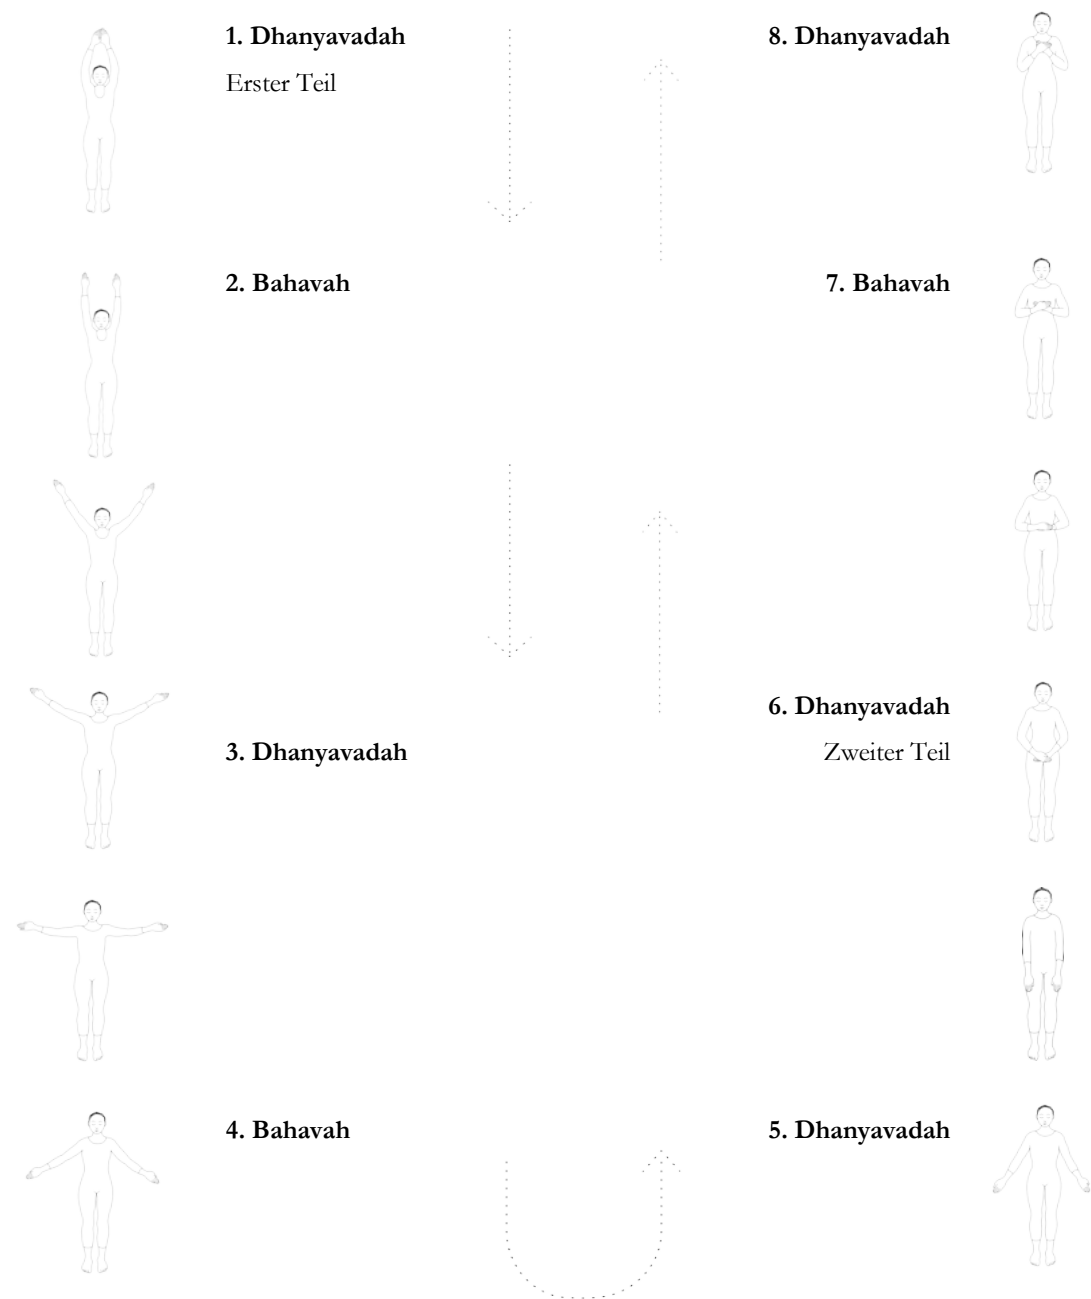 1. Dhanyavadah
Erster Teil
2. Bahavah
3. Dhanyavadah
4. Bahavah
5. Dhanyavadah
6. Dhanyavadah
Zweiter Teil
7. Bahavah
8. Dhanyavadah